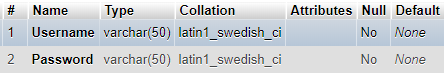 # Name Type Collation Attributes Null Default
1 Username varchar(50) latin1_swedish_ci No None
2 Password varchar(50) latin1_swedish_ci No None